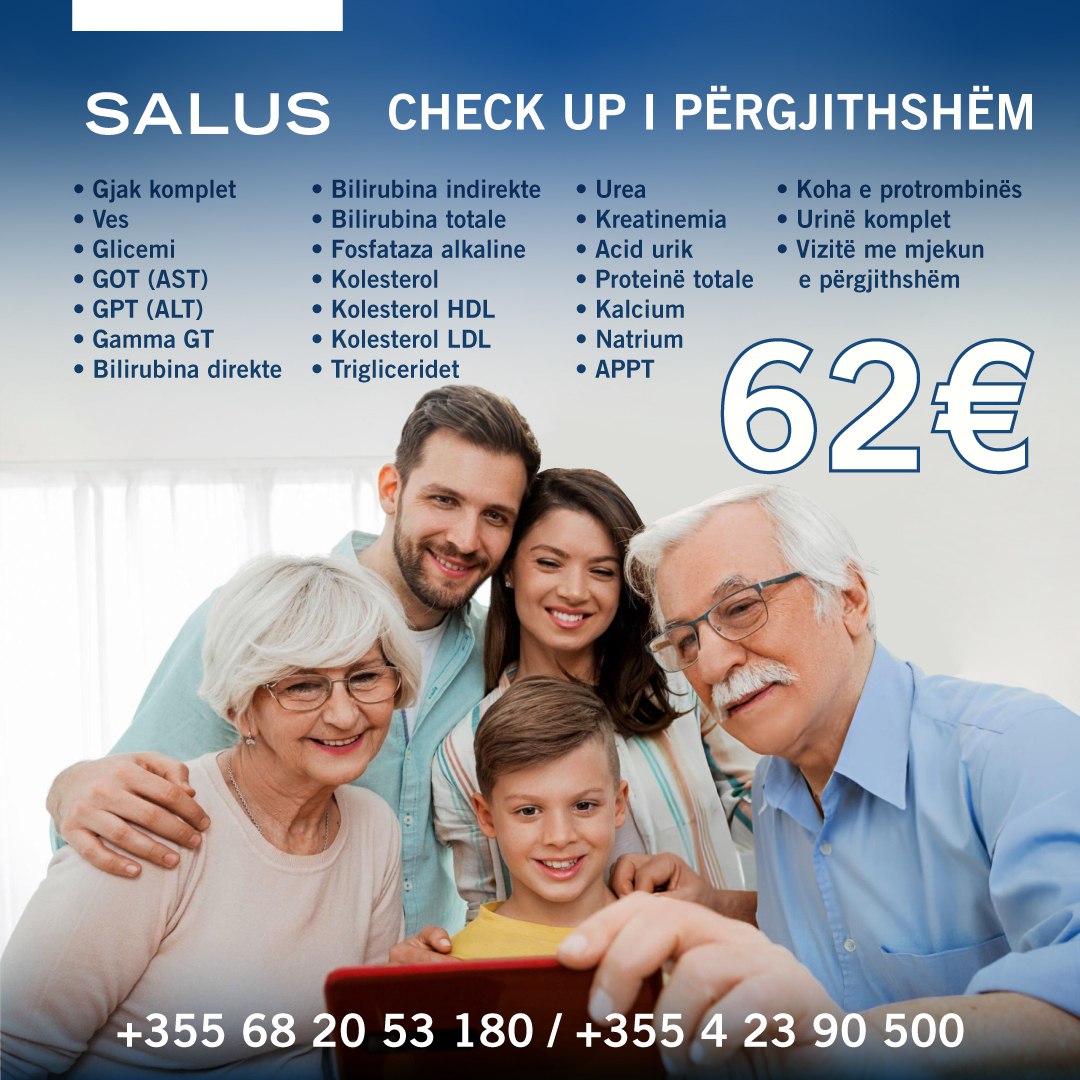 SALUS
CHECK UP I PËRGJITHSHËM
• Gjak komplet
• Ves
• Glicemi
• GOT (AST)
• GPT (ALT)
• Gamma GT
• Bilirubina direkte
• Bilirubina indirekte
• Bilirubina totale
• Fosfataza alkaline
• Kolesterol
• Kolesterol HDL
• Kolesterol LDL
• Trigliceridet
• Urea
• Kreatinemia
• Acid urik
• Proteinë totale
• Kalcium
• Natrium
• APPT
• Koha e protrombinës
• Urinë komplet
• Vizitë me mjekun
e përgjithshëm
62€
+355 68 20 53 180 / +355 4 23 90 500